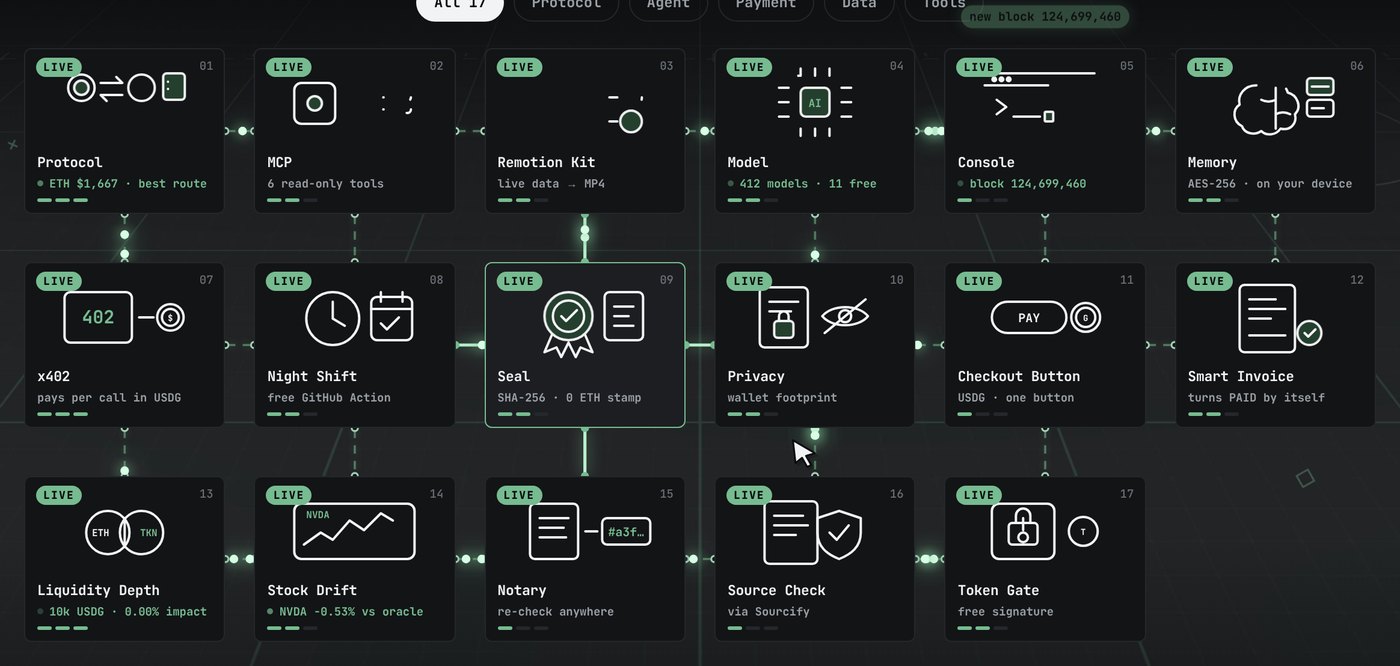 All 17
Protocol
Agent
Payment
Data
Tools
new block 124,699,460
LIVE
01
Protocol
ETH $1,667 · best route
LIVE
02
MCP
6 read-only tools
LIVE
03
Remotion Kit
live data → MP4
LIVE
04
AI
Model
412 models · 11 free
LIVE
05
Console
block 124,699,460
LIVE
06
Memory
AES-256 · on your device
LIVE
07
402
$
x402
pays per call in USDG
LIVE
08
Night Shift
free GitHub Action
LIVE
09
Seal
SHA-256 · 0 ETH stamp
LIVE
10
Privacy
wallet footprint
LIVE
11
PAY
G
Checkout Button
USDG · one button
LIVE
12
Smart Invoice
turns PAID by itself
LIVE
13
ETH
TKN
Liquidity Depth
10k USDG · 0.00% impact
LIVE
14
NVDA
Stock Drift
NVDA -0.53% vs oracle
LIVE
15
#a3f…
Notary
re-check anywhere
LIVE
16
Source Check
via Sourcify
LIVE
17
T
Token Gate
free signature